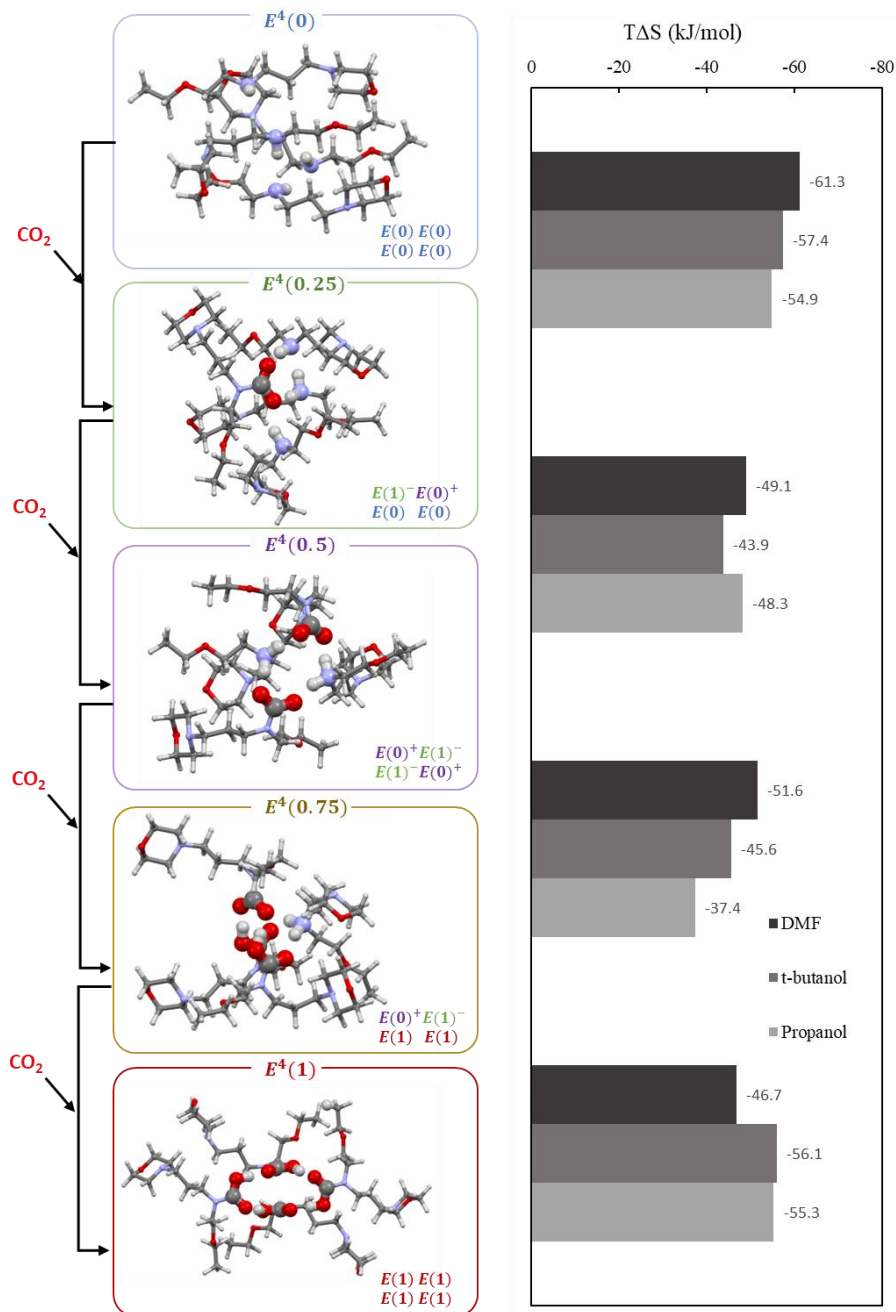 E⁴(0)
E(0) E(0)
E(0) E(0)
CO₂
E⁴(0.25)
E(1)⁻E(0)⁺
E(0) E(0)
CO₂
E⁴(0.5)
E(0)⁺E(1)⁻
E(1)⁻E(0)⁺
CO₂
E⁴(0.75)
E(0)⁺E(1)⁻
E(1) E(1)
CO₂
E⁴(1)
E(1) E(1)
E(1) E(1)
TΔS (kJ/mol)
0 -20 -40 -60 -80
-61.3
-57.4
-54.9
-49.1
-43.9
-48.3
-51.6
-45.6
-37.4
DMF
t-butanol
Propanol
-46.7
-56.1
-55.3